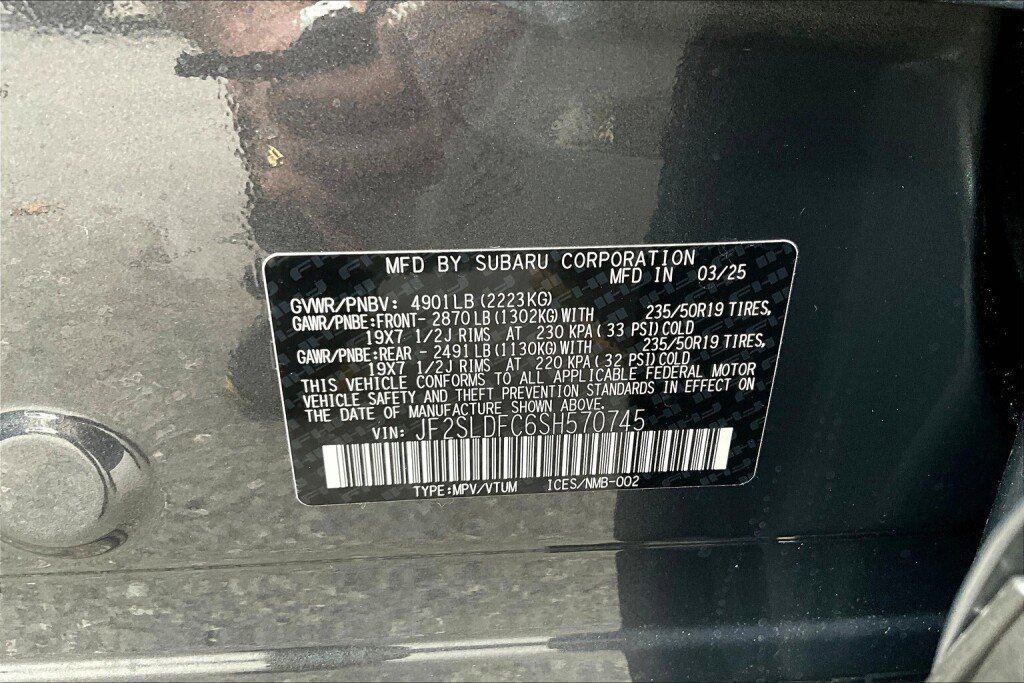 MFD BY SUBARU CORPORATION
MFD IN 03/25
GVWR/PNBV: 4901LB (2223KG)
GAWR/PNBE:FRONT- 2870LB (1302KG) WITH 235/50R19 TIRES,
19X7 1/2J RIMS AT 230 KPA( 33 PSI) COLD
GAWR/PNBE:REAR - 2491LB (1130KG) WITH 235/50R19 TIRES,
19X7 1/2J RIMS AT 220 KPA( 32 PSI) COLD
THIS VEHICLE CONFORMS TO ALL APPLICABLE FEDERAL MOTOR
VEHICLE SAFETY AND THEFT PREVENTION STANDARDS IN EFFECT ON
THE DATE OF MANUFACTURE SHOWN ABOVE.
VIN: JF2SLDFC6SH570745
TYPE:MPV/VTUM ICES/NMB-002